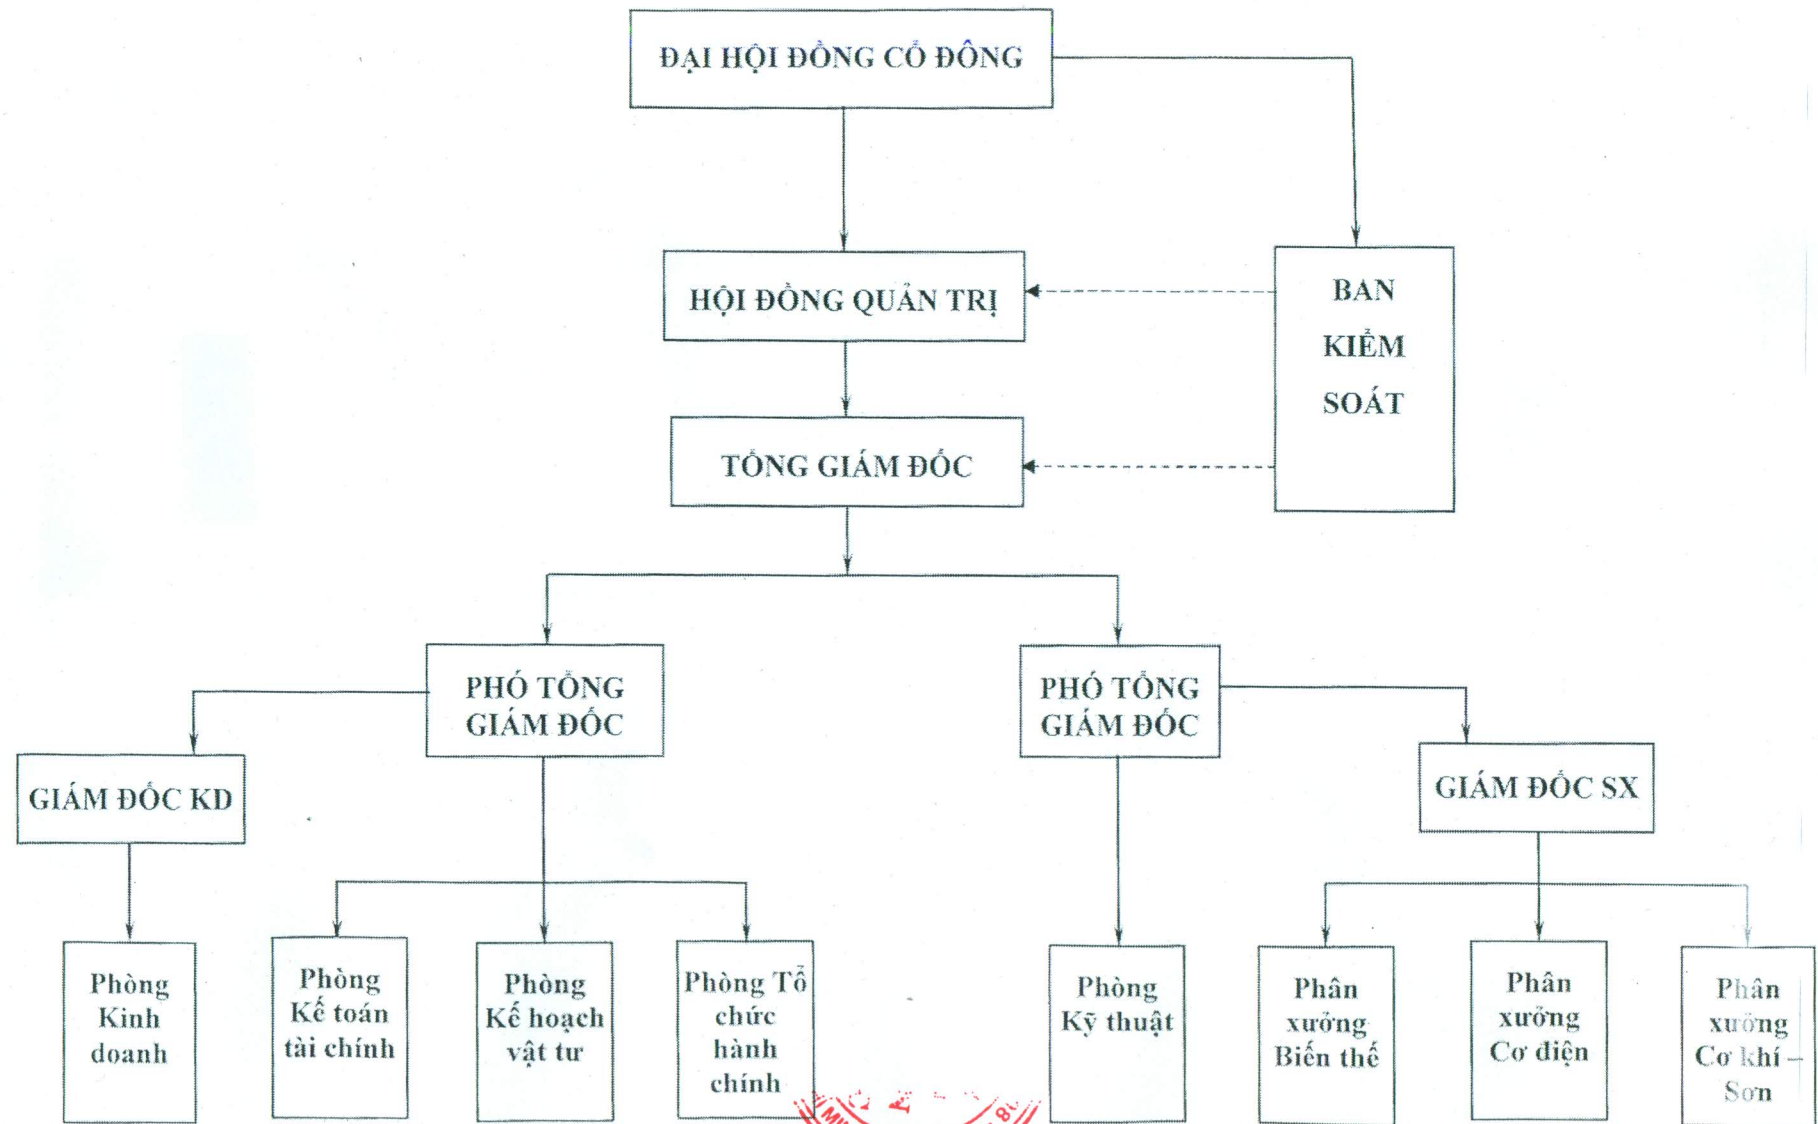 ĐẠI HỘI ĐỒNG CỔ ĐÔNG
HỘI ĐỒNG QUẢN TRỊ
BAN
KIỂM
SOÁT
TỔNG GIÁM ĐỐC
PHÓ TỔNG
GIÁM ĐỐC
PHÓ TỔNG
GIÁM ĐỐC
GIÁM ĐỐC KD
GIÁM ĐỐC SX
Phòng
Kinh
doanh
Phòng
Kế toán
tài chính
Phòng
Kế hoạch
vật tư
Phòng Tổ
chức
hành
chính
Phòng
Kỹ thuật
Phân
xưởng
Biến thế
Phân
xưởng
Cơ điện
Phân
xưởng
Cơ khí –
Sơn